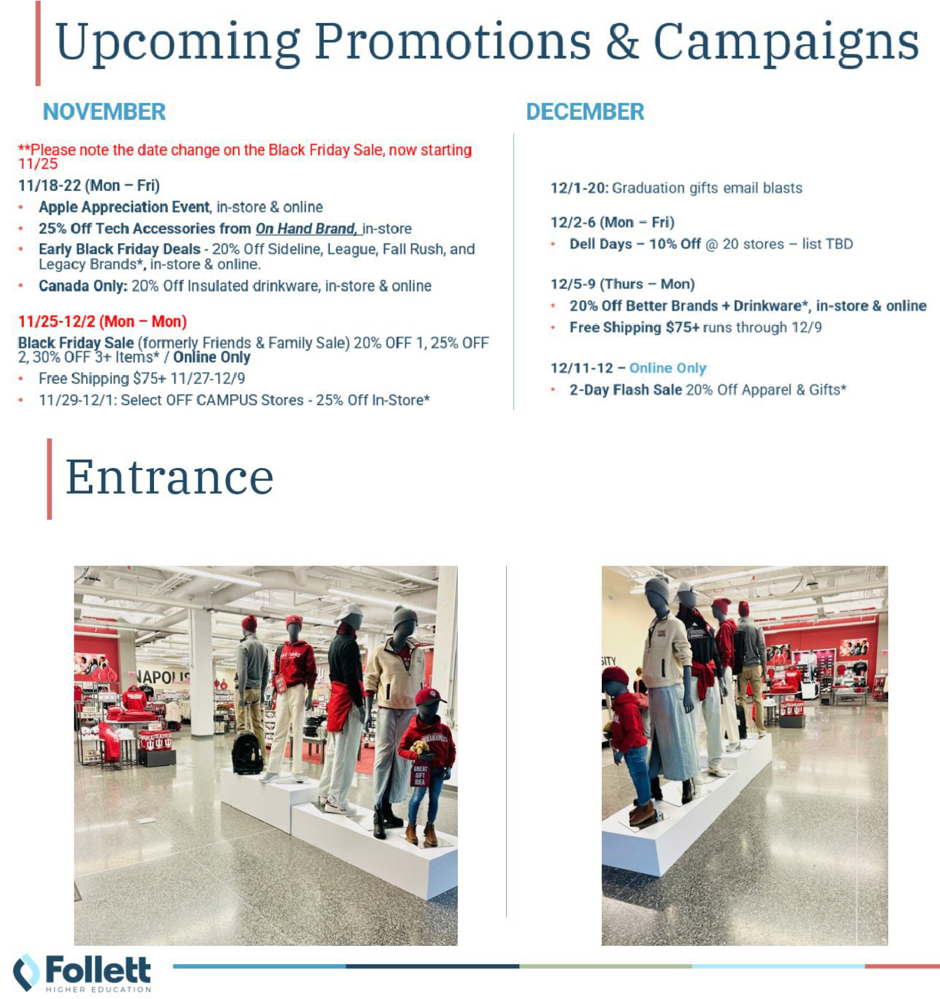 Upcoming Promotions & Campaigns
NOVEMBER
**Please note the date change on the Black Friday Sale, now starting
11/25
11/18-22 (Mon – Fri)
• Apple Appreciation Event, in-store & online
• 25% Off Tech Accessories from On Hand Brand, in-store
• Early Black Friday Deals - 20% Off Sideline, League, Fall Rush, and
Legacy Brands*, in-store & online.
• Canada Only: 20% Off Insulated drinkware, in-store & online
11/25-12/2 (Mon – Mon)
Black Friday Sale (formerly Friends & Family Sale) 20% OFF 1, 25% OFF
2, 30% OFF 3+ Items* / Online Only
• Free Shipping $75+ 11/27-12/9
• 11/29-12/1: Select OFF CAMPUS Stores - 25% Off In-Store*
DECEMBER
12/1-20: Graduation gifts email blasts
12/2-6 (Mon – Fri)
• Dell Days – 10% Off @ 20 stores – list TBD
12/5-9 (Thurs – Mon)
• 20% Off Better Brands + Drinkware*, in-store & online
• Free Shipping $75+ runs through 12/9
12/11-12 – Online Only
• 2-Day Flash Sale 20% Off Apparel & Gifts*
Entrance
NAPOLIS
INDIANAPOLIS
GREAT
GIFT
IDEA
SITY
Follett
HIGHER EDUCATION